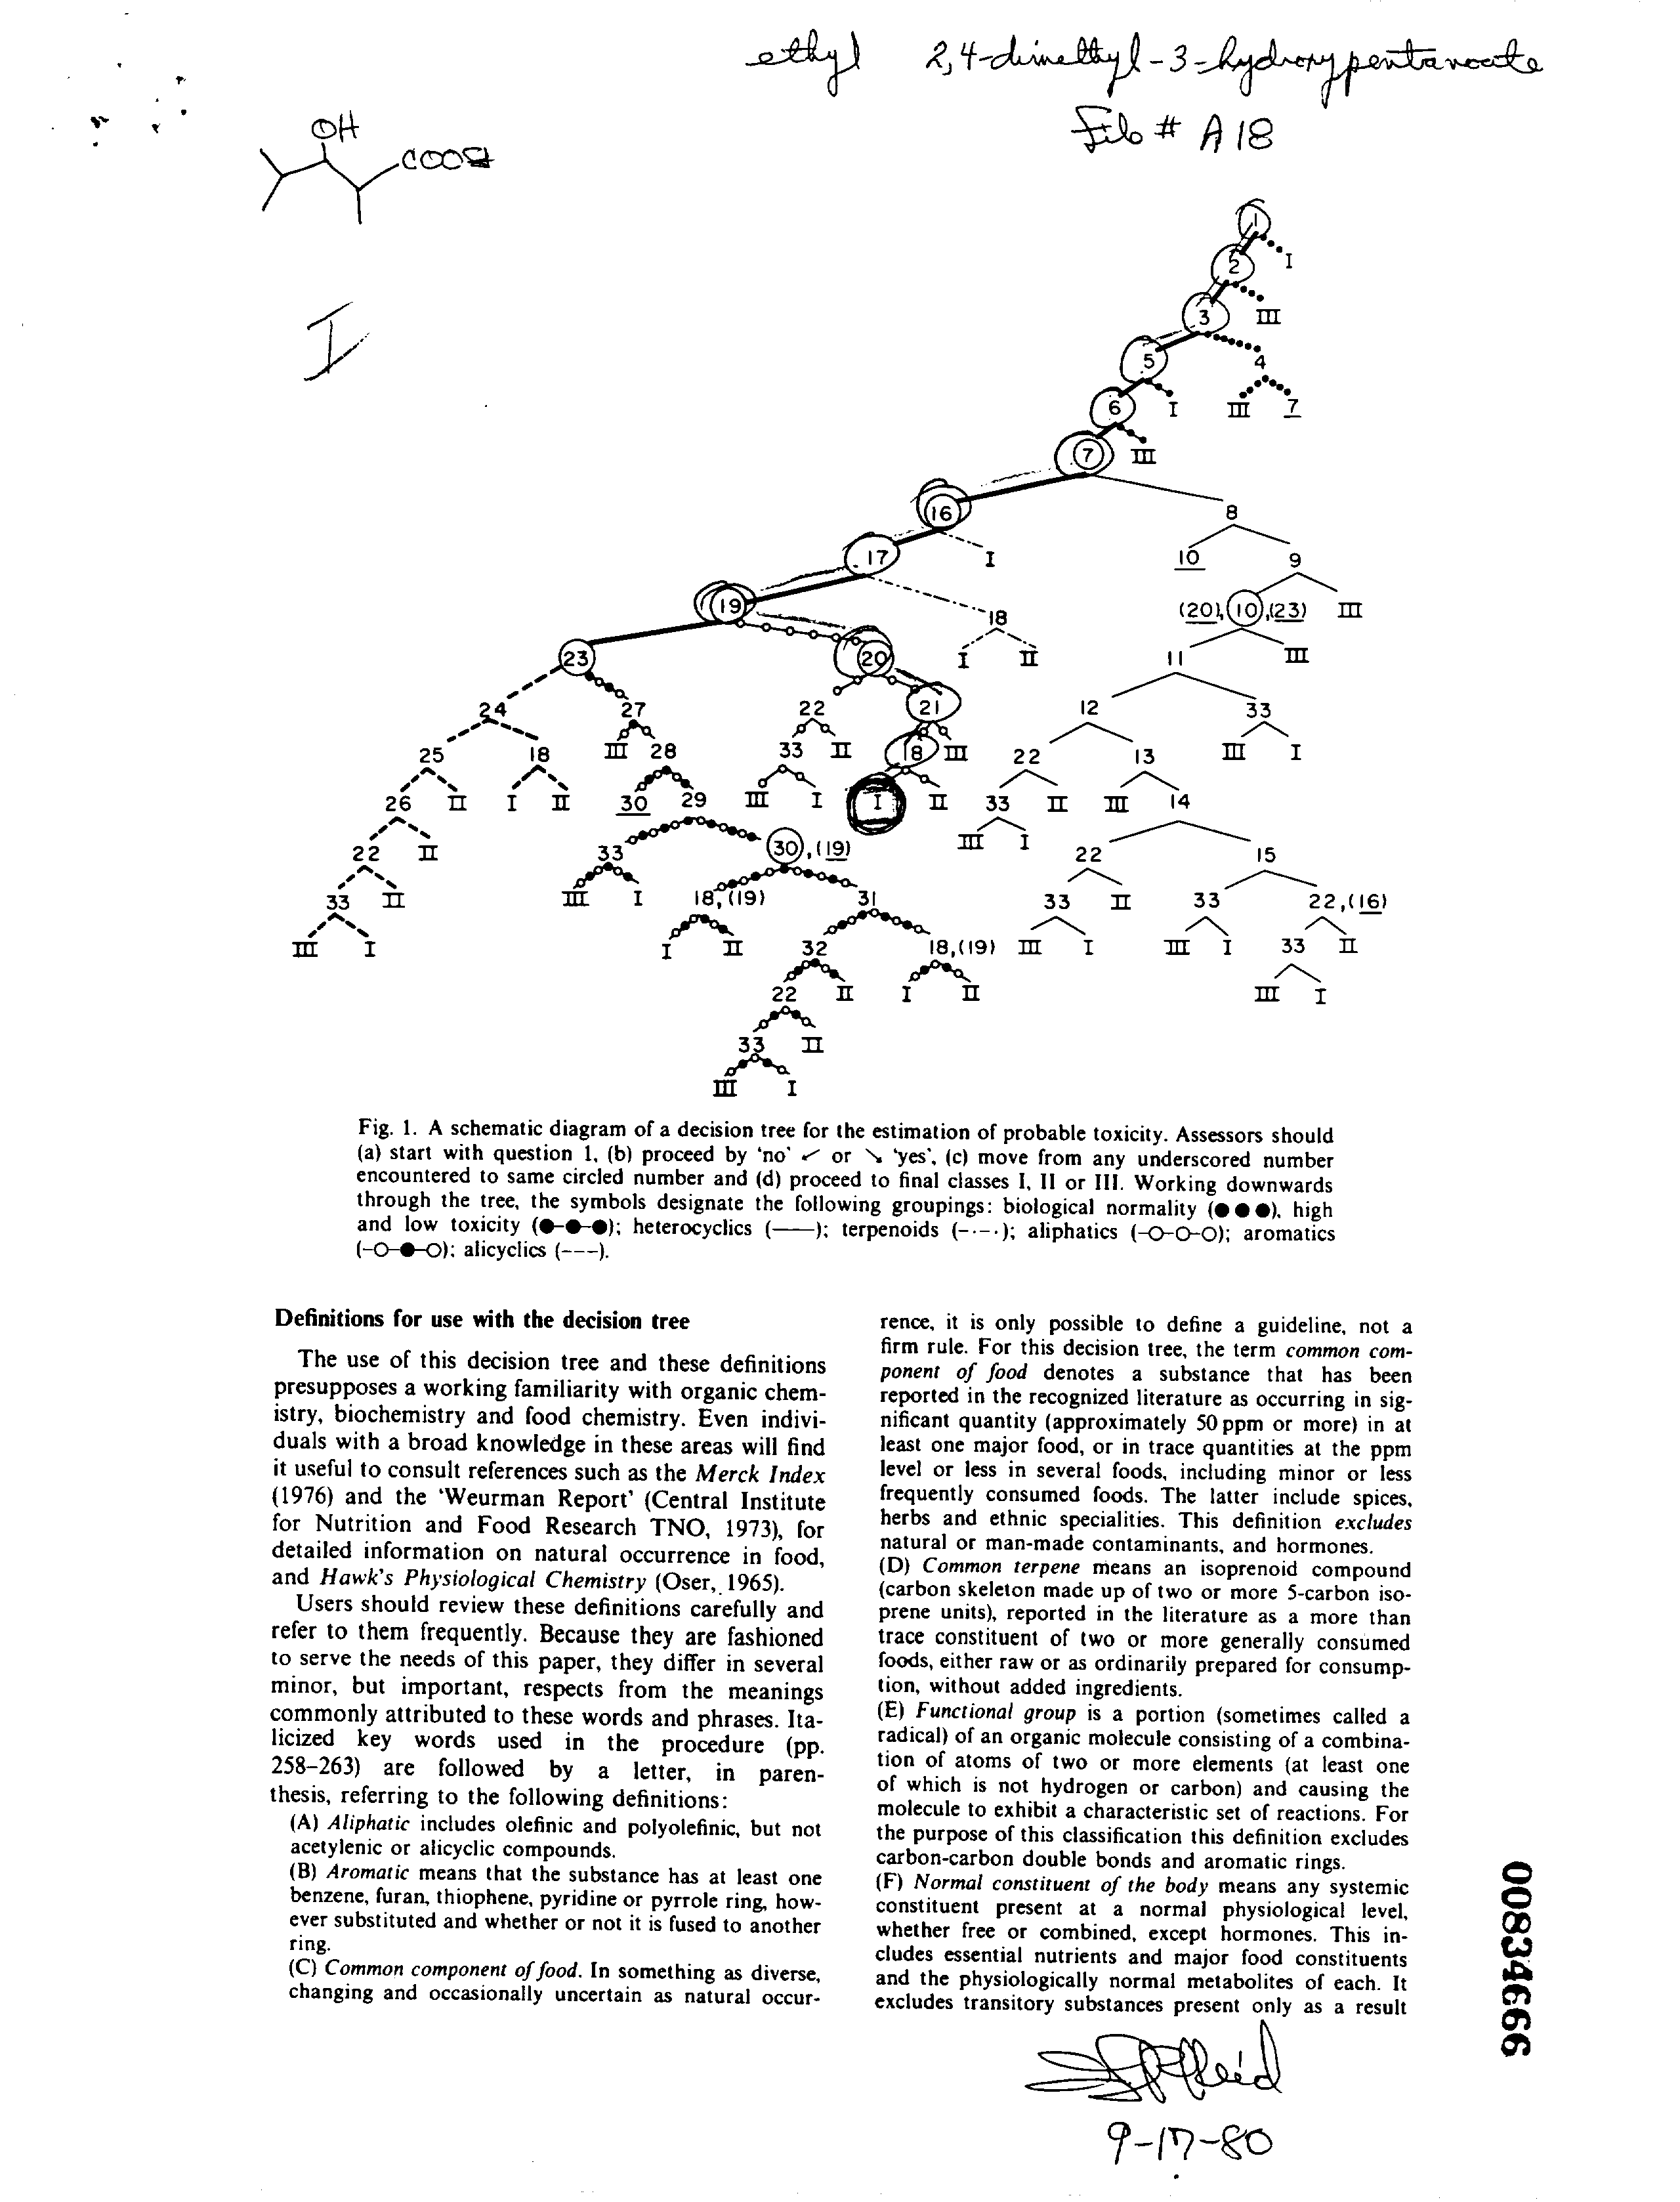 ethyl 2,4-dimethyl-3-hydroxypentanoate
File # A18
OH
COOEt
I
1
2 I
3 III
5 4
6 I III 7
7 III
16 8
17 I 10 9
19 18 (20), 10, (23) III
23 20 I II 11 III
24 27 22 21 12 33
25 18 III 28 33 II 18 III 22 13 III I
26 II I II 30 29 III I I II 33 II III 14
22 II 33 30, (19) III I 22 15
33 II III I 18, (19) 31 33 II 33 22, (16)
III I I II 32 18, (19) III I III I 33 II
22 II I II III I
33 II
III I
Fig. 1. A schematic diagram of a decision tree for the estimation of probable toxicity. Assessors should
(a) start with question 1, (b) proceed by 'no' ↙ or ↘ 'yes', (c) move from any underscored number
encountered to same circled number and (d) proceed to final classes I, II or III. Working downwards
through the tree, the symbols designate the following groupings: biological normality (●●●), high
and low toxicity (●-●-●); heterocyclics (——); terpenoids (-·-·); aliphatics (-O-O-O); aromatics
(-O-●-O); alicyclics (---).
Definitions for use with the decision tree
The use of this decision tree and these definitions
presupposes a working familiarity with organic chem-
istry, biochemistry and food chemistry. Even indivi-
duals with a broad knowledge in these areas will find
it useful to consult references such as the Merck Index
(1976) and the 'Weurman Report' (Central Institute
for Nutrition and Food Research TNO, 1973), for
detailed information on natural occurrence in food,
and Hawk's Physiological Chemistry (Oser, 1965).
Users should review these definitions carefully and
refer to them frequently. Because they are fashioned
to serve the needs of this paper, they differ in several
minor, but important, respects from the meanings
commonly attributed to these words and phrases. Ita-
licized key words used in the procedure (pp.
258–263) are followed by a letter, in paren-
thesis, referring to the following definitions:
(A) Aliphatic includes olefinic and polyolefinic, but not
acetylenic or alicyclic compounds.
(B) Aromatic means that the substance has at least one
benzene, furan, thiophene, pyridine or pyrrole ring, how-
ever substituted and whether or not it is fused to another
ring.
(C) Common component of food. In something as diverse,
changing and occasionally uncertain as natural occur-
rence, it is only possible to define a guideline, not a
firm rule. For this decision tree, the term common com-
ponent of food denotes a substance that has been
reported in the recognized literature as occurring in sig-
nificant quantity (approximately 50 ppm or more) in at
least one major food, or in trace quantities at the ppm
level or less in several foods, including minor or less
frequently consumed foods. The latter include spices,
herbs and ethnic specialities. This definition excludes
natural or man-made contaminants, and hormones.
(D) Common terpene means an isoprenoid compound
(carbon skeleton made up of two or more 5-carbon iso-
prene units), reported in the literature as a more than
trace constituent of two or more generally consumed
foods, either raw or as ordinarily prepared for consump-
tion, without added ingredients.
(E) Functional group is a portion (sometimes called a
radical) of an organic molecule consisting of a combina-
tion of atoms of two or more elements (at least one
of which is not hydrogen or carbon) and causing the
molecule to exhibit a characteristic set of reactions. For
the purpose of this classification this definition excludes
carbon-carbon double bonds and aromatic rings.
(F) Normal constituent of the body means any systemic
constituent present at a normal physiological level,
whether free or combined, except hormones. This in-
cludes essential nutrients and major food constituents
and the physiologically normal metabolites of each. It
excludes transitory substances present only as a result
00834666
9-17-80